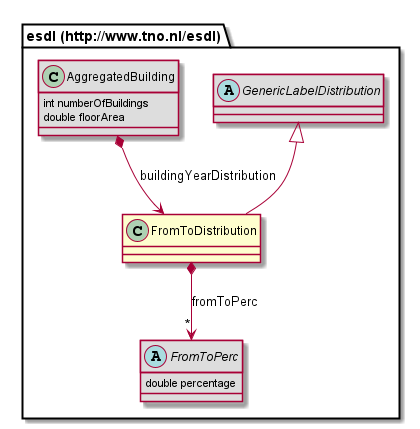 esdl (http://www.tno.nl/esdl)
C AggregatedBuilding
int numberOfBuildings
double floorArea
A GenericLabelDistribution
buildingYearDistribution
C FromToDistribution
fromToPerc
*
A FromToPerc
double percentage